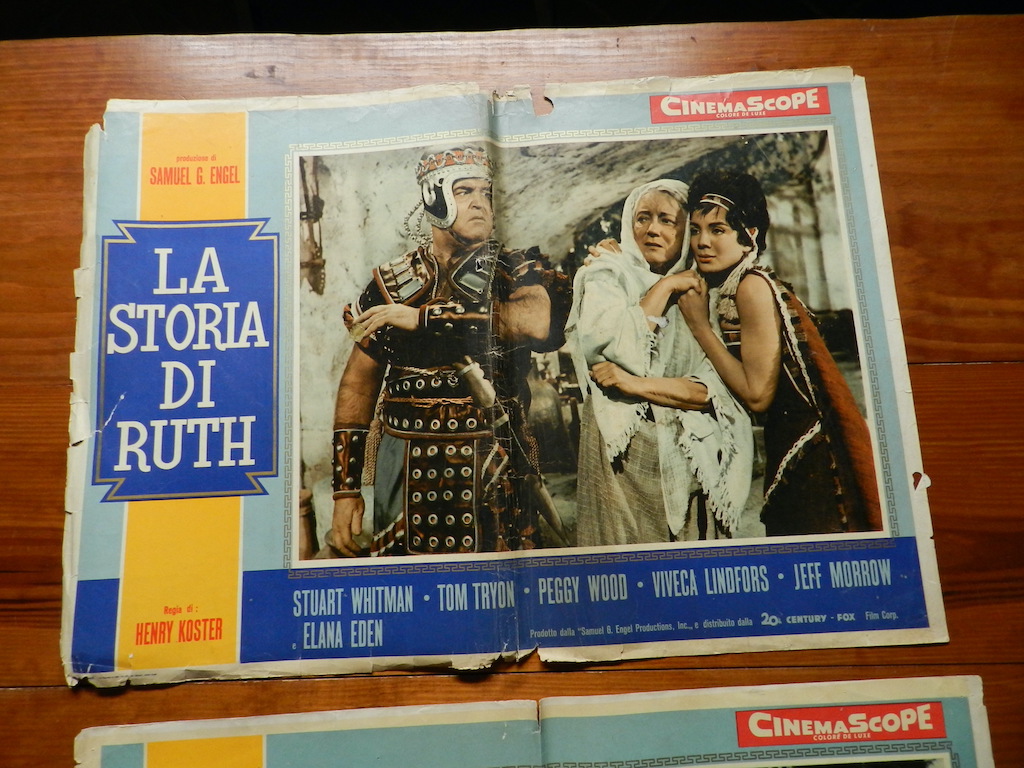 CINEMASCOPE
COLORE DE LUXE
produzione di
SAMUEL G. ENGEL
LA
STORIA
DI
RUTH
Regia di:
HENRY KOSTER
STUART WHITMAN • TOM TRYON • PEGGY WOOD • VIVECA LINDFORS • JEFF MORROW
e ELANA EDEN
Prodotto dalla "Samuel G. Engel Productions, Inc., e distribuito dalla 20th CENTURY - FOX Film Corp.
CINEMASCOPE
COLORE DE LUXE